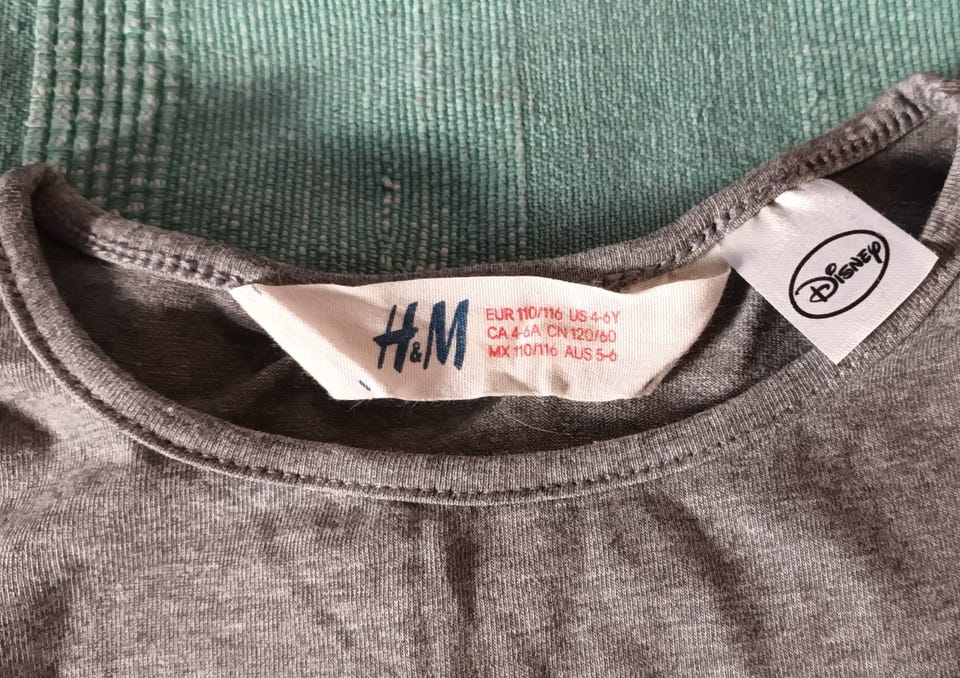 H&M
EUR 110/116 US 4-6Y
CA 4-6A CN 120/60
MX 110/116 AUS 5-6
Disney